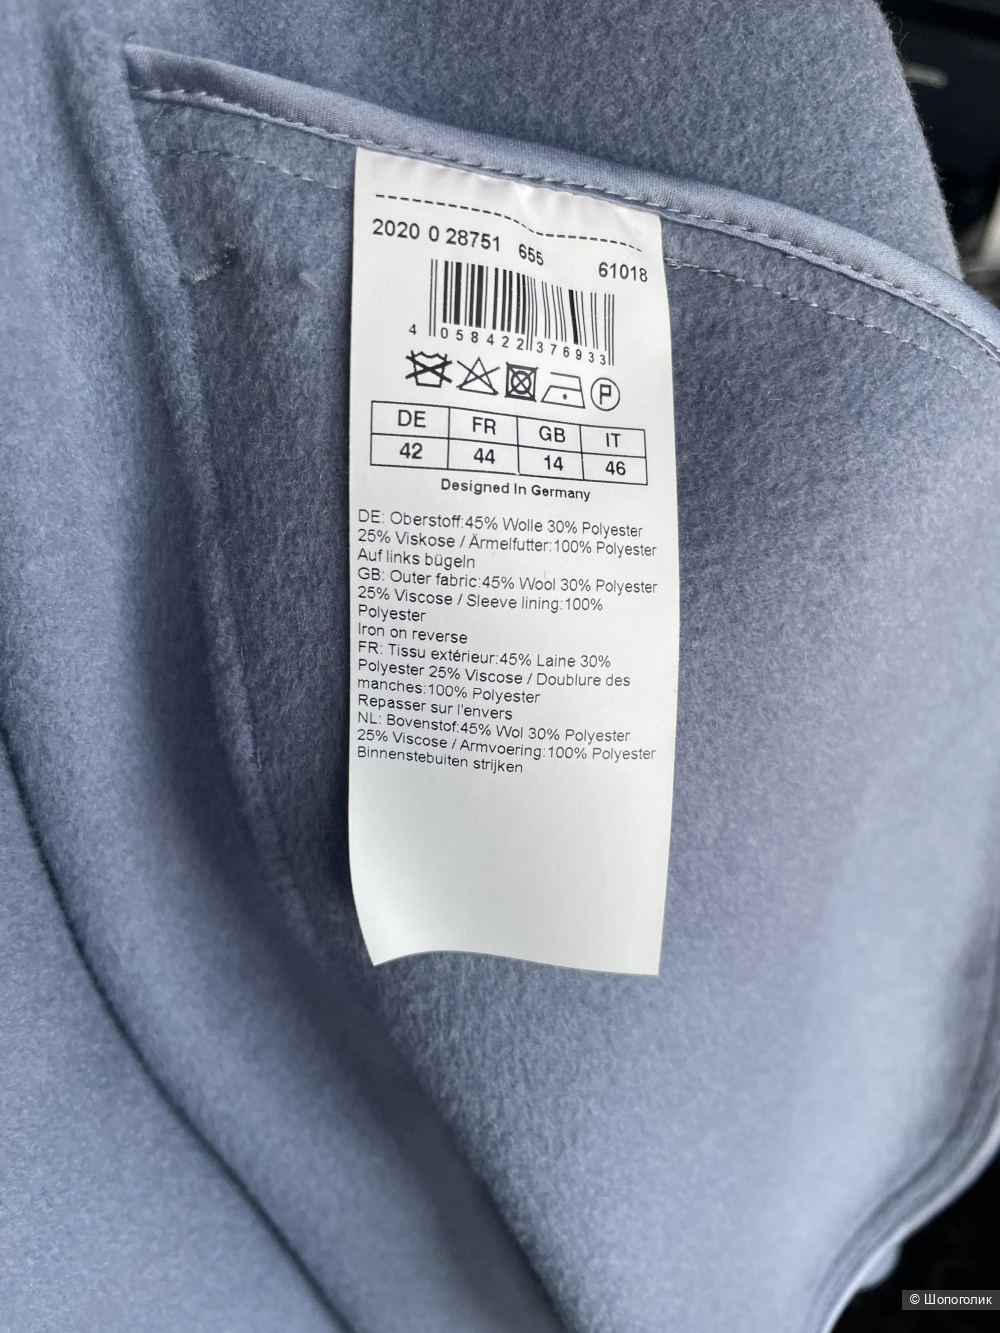 2020 0 28751 655 61018
4 058422 376933
P
DE FR GB IT
42 44 14 46
Designed In Germany
DE: Oberstoff:45% Wolle 30% Polyester
25% Viskose / Ärmelfutter:100% Polyester
Auf links bügeln
GB: Outer fabric:45% Wool 30% Polyester
25% Viscose / Sleeve lining:100%
Polyester
Iron on reverse
FR: Tissu extérieur:45% Laine 30%
Polyester 25% Viscose / Doublure des
manches:100% Polyester
Repasser sur l'envers
NL: Bovenstof:45% Wol 30% Polyester
25% Viscose / Armvoering:100% Polyester
Binnenstebuiten strijken
© Шопоголик